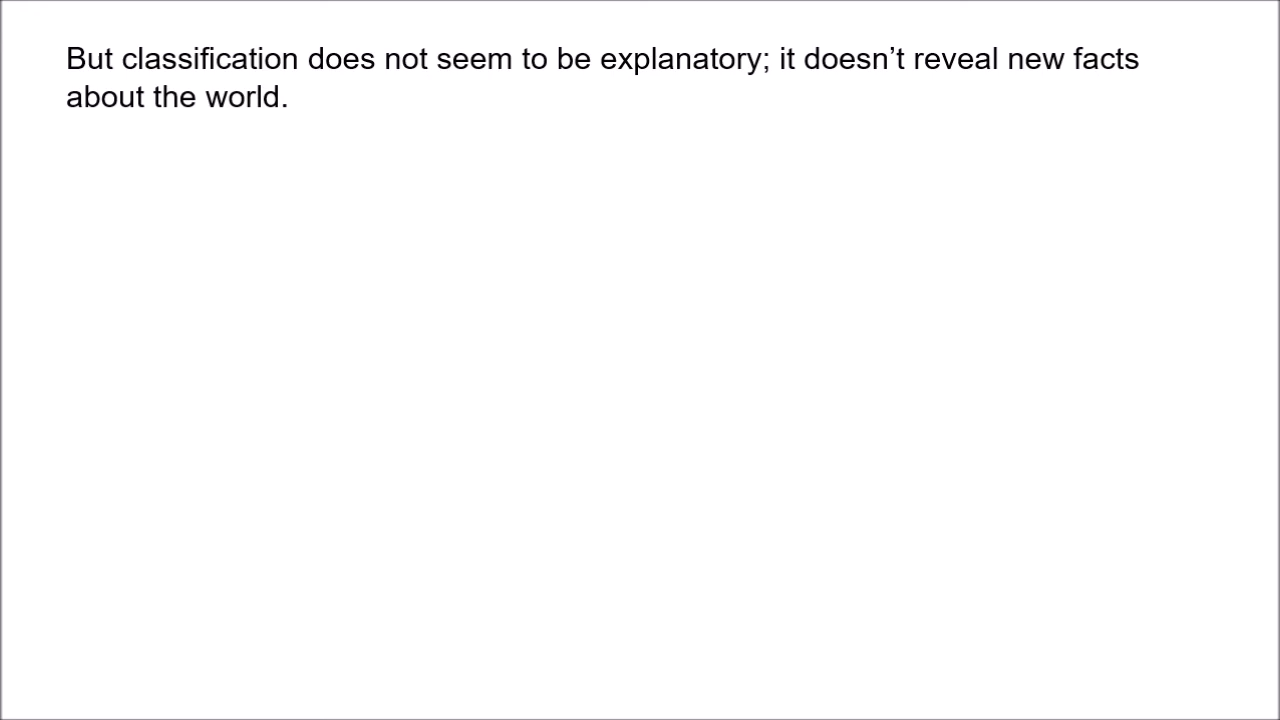 But classification does not seem to be explanatory; it doesn’t reveal new facts
about the world.